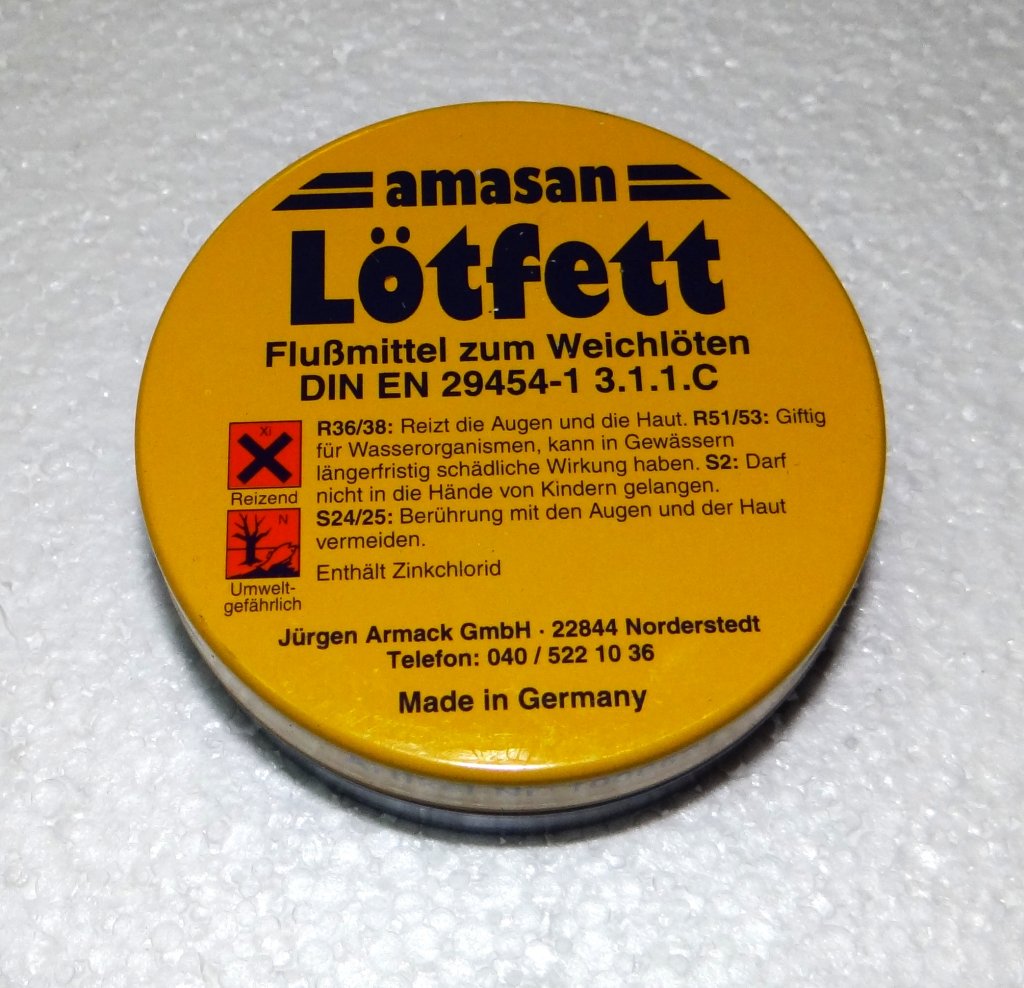 amasan
Lötfett
Flußmittel zum Weichlöten
DIN EN 29454-1 3.1.1.C
Xi
Reizend
R36/38: Reizt die Augen und die Haut. R51/53: Giftig
für Wasserorganismen, kann in Gewässern
längerfristig schädliche Wirkung haben. S2: Darf
nicht in die Hände von Kindern gelangen.
N
Umwelt-
gefährlich
S24/25: Berührung mit den Augen und der Haut
vermeiden.
Enthält Zinkchlorid
Jürgen Armack GmbH · 22844 Norderstedt
Telefon: 040 / 522 10 36
Made in Germany